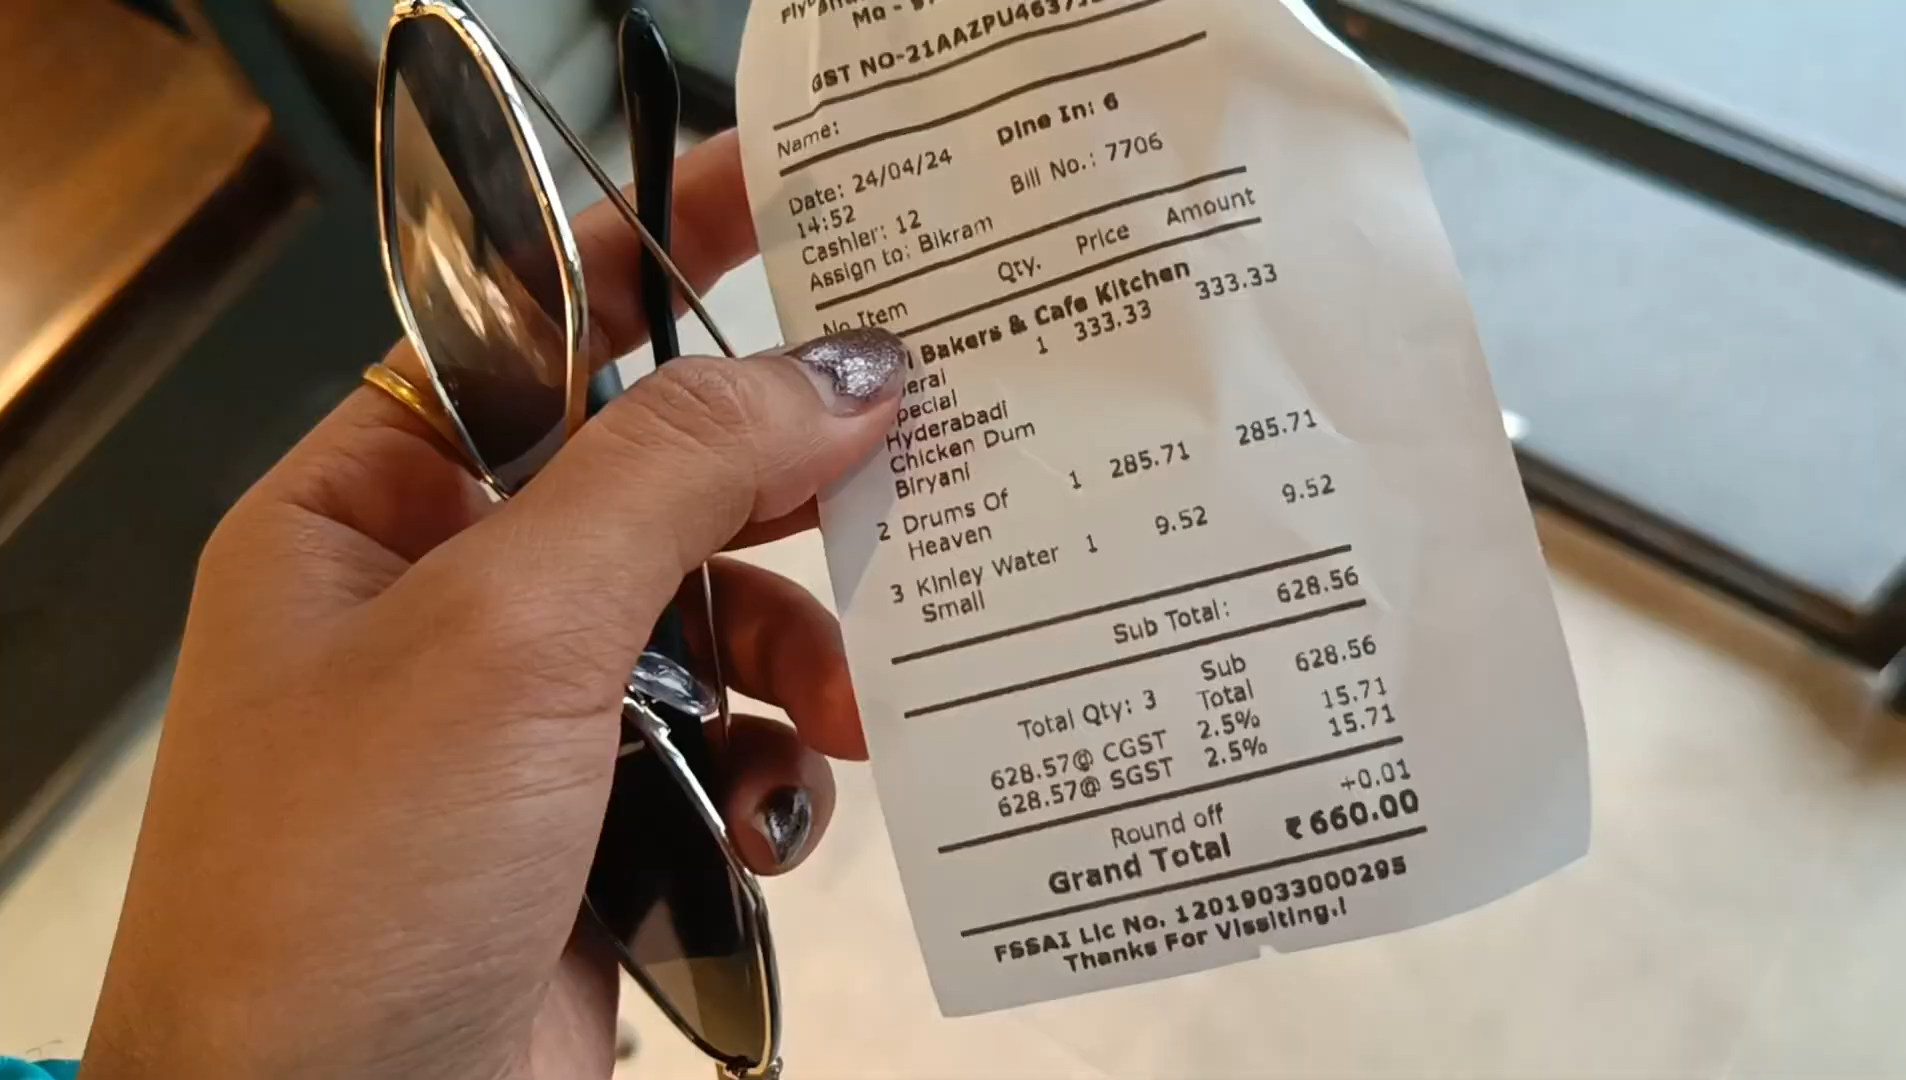 GST NO-21AAZPU4637
Name:
Dine In: 6
Date: 24/04/24
14:52
Bill No.: 7706
Cashier: 12
Assign to: Bikram
No Item Qty. Price Amount
Bakers & Cafe Kitchen
1 333.33 333.33
Hyderabadi
Chicken Dum
Biryani
2 Drums Of 1 285.71 285.71
Heaven
3 Kinley Water 1 9.52 9.52
Small
Sub Total: 628.56
Total Qty: 3 Sub 628.56
Total
628.57@ CGST 2.5% 15.71
628.57@ SGST 2.5% 15.71
Round off +0.01
Grand Total ₹660.00
FSSAI Lic No. 12019033000295
Thanks For Vissiting.!